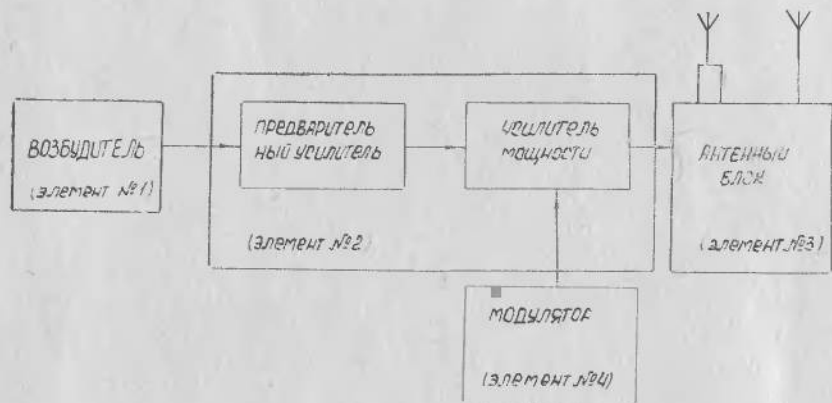 ВОЗБУДИТЕЛЬ
(элемент №1)
ПРЕДВАРИТЕЛЬ
НЫЙ УСИЛИТЕЛЬ
УСИЛИТЕЛЬ
МОЩНОСТИ
(элемент №2)
АНТЕННЫЙ
БЛОК
(элемент №3)
МОДУЛЯТОР
(элемент №4)